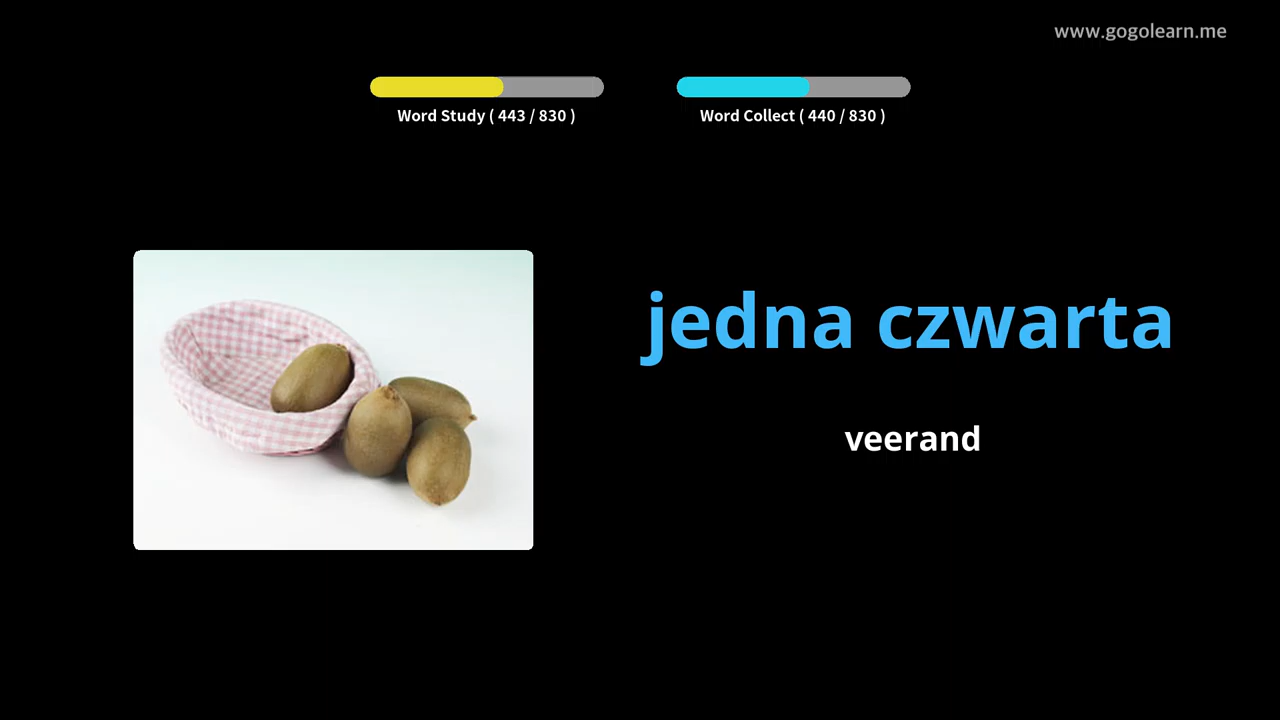 www.gogolearn.me
Word Study ( 443 / 830 )
Word Collect ( 440 / 830 )
jedna czwarta
veerand